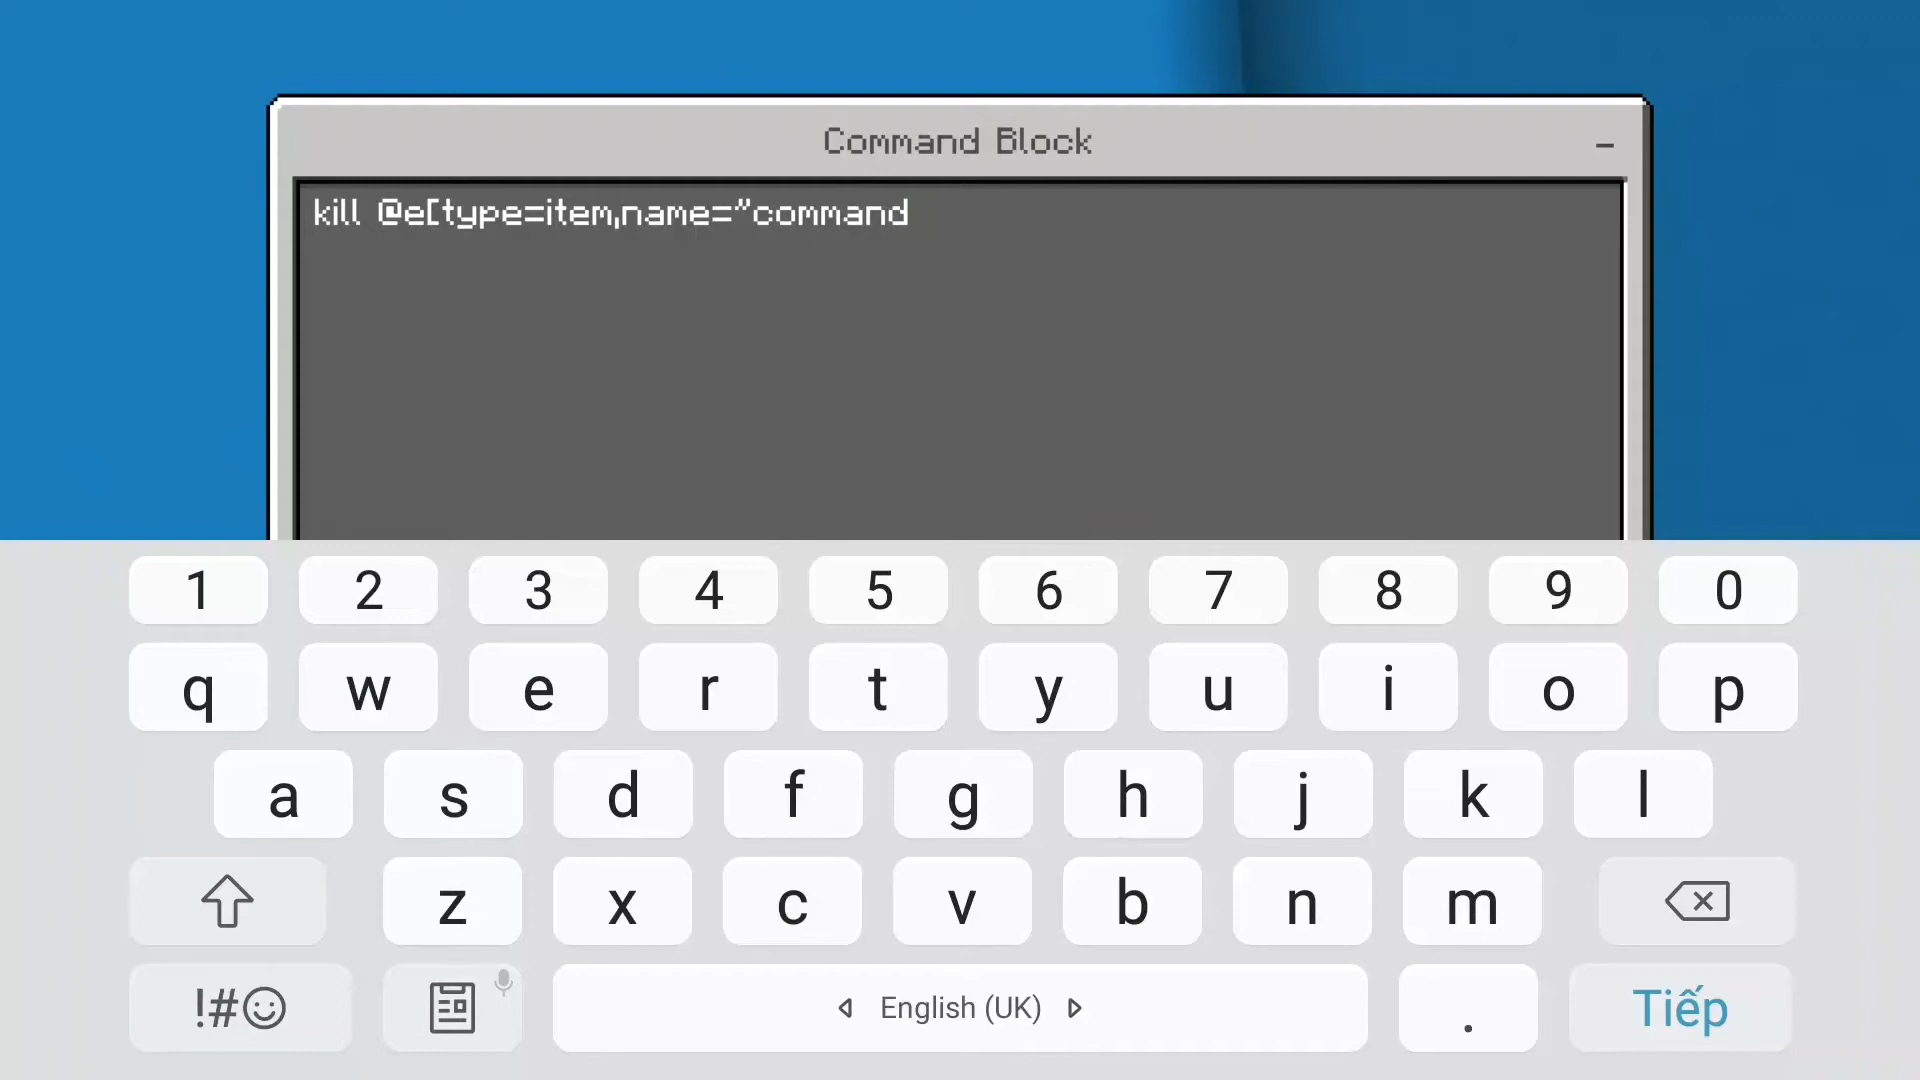 Command Block
kill @e[type=item,name="command
1 2 3 4 5 6 7 8 9 0
q w e r t y u i o p
a s d f g h j k l
z x c v b n m
!# English (UK) . Tiếp